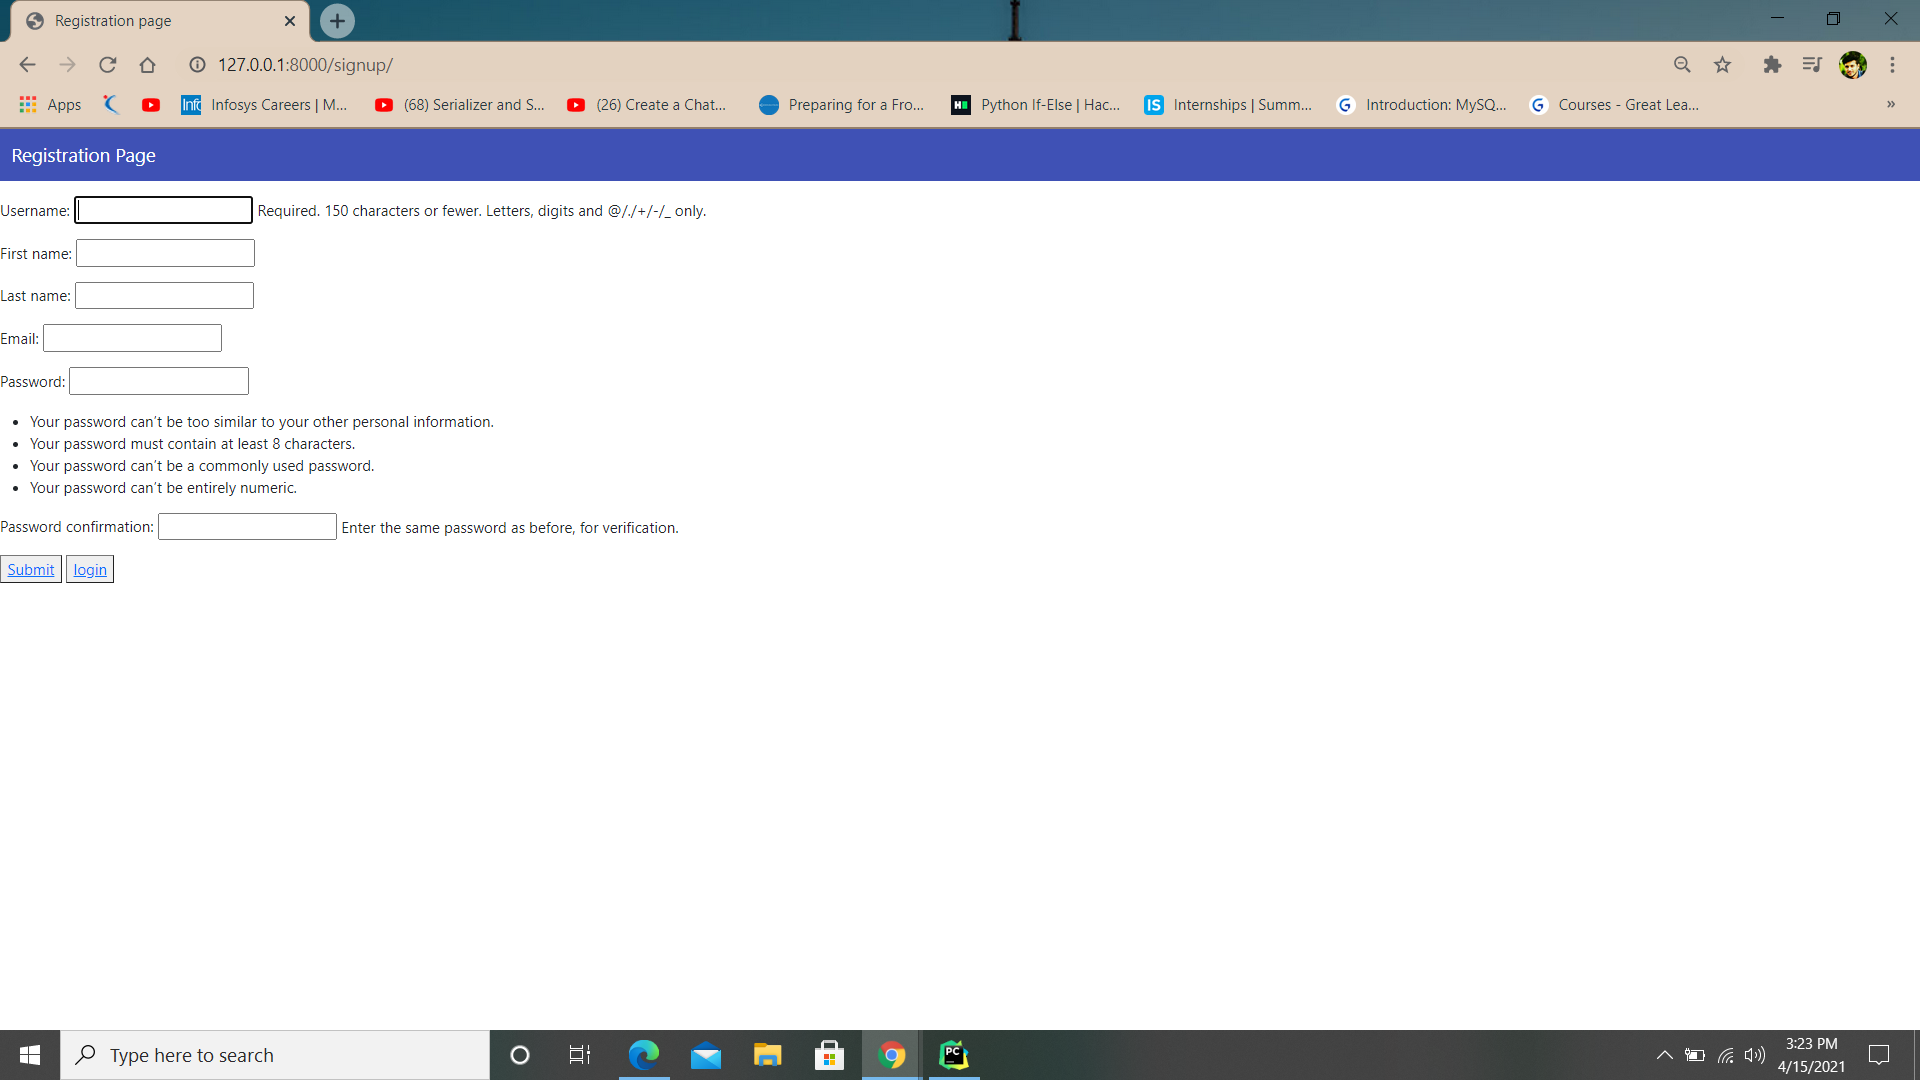 Registration page
127.0.0.1:8000/signup/
Apps Infosys Careers | M... (68) Serializer and S... (26) Create a Chat... Preparing for a Fro... Python If-Else | Hac... Internships | Summ... Introduction: MySQ... Courses - Great Lea... »
Registration Page
Username: Required. 150 characters or fewer. Letters, digits and @/./+/-/_ only.
First name:
Last name:
Email:
Password:
• Your password can't be too similar to your other personal information.
• Your password must contain at least 8 characters.
• Your password can't be a commonly used password.
• Your password can't be entirely numeric.
Password confirmation: Enter the same password as before, for verification.
Submit login
Type here to search
3:23 PM
4/15/2021